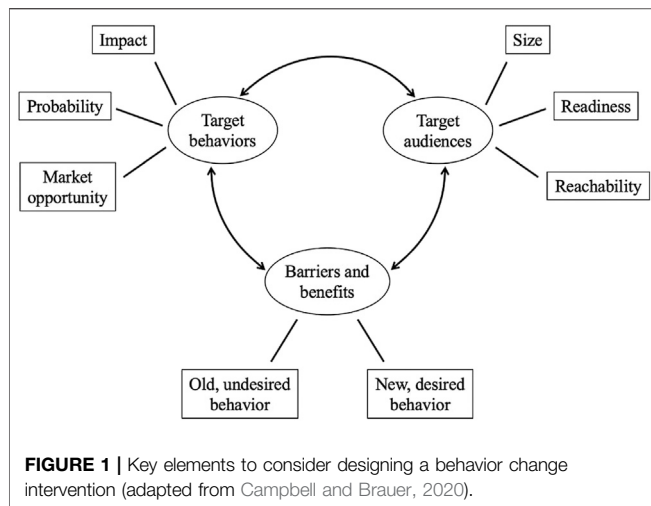 Impact
Size
Probability
Target
behaviors
Target
audiences
Readiness
Market
opportunity
Reachability
Barriers and
benefits
Old, undesired
behavior
New, desired
behavior
FIGURE 1 | Key elements to consider designing a behavior change
intervention (adapted from Campbell and Brauer, 2020).